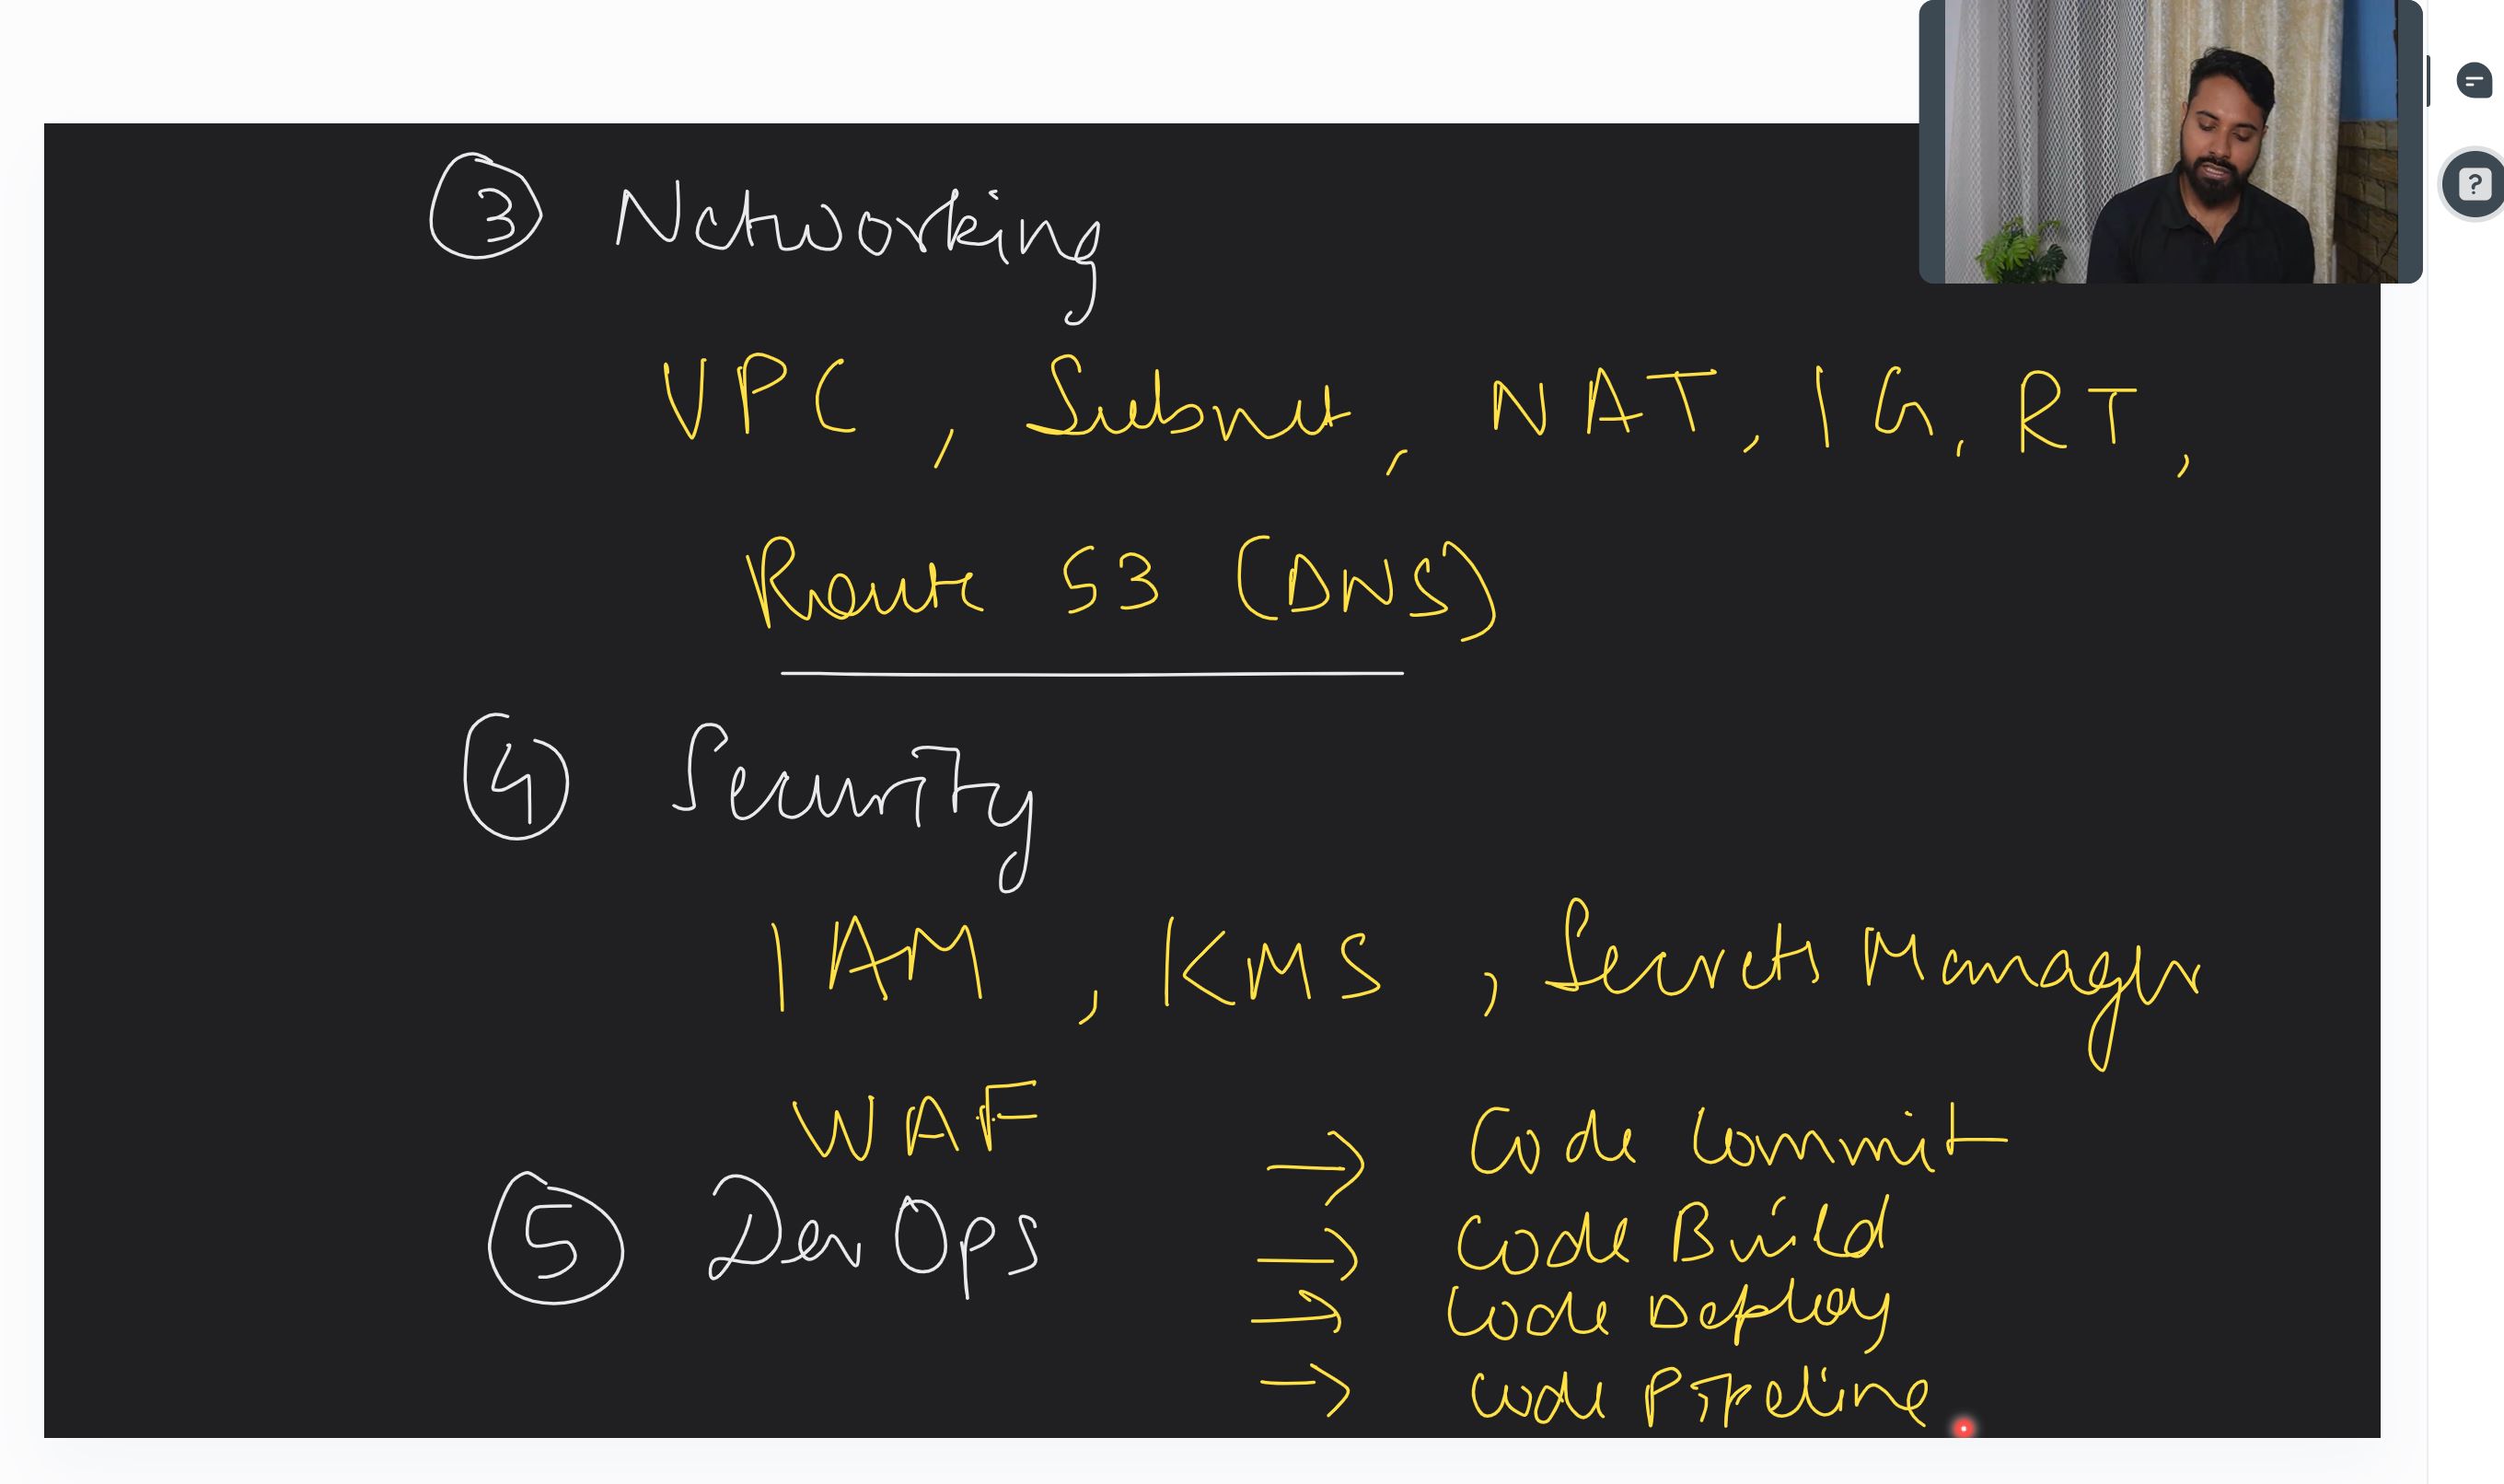 3 Networking
VPC, Subnet, NAT, IG, RT,
Route 53 (DNS)
4 Security
IAM, KMS, Secrets Manager
WAF
5 DevOps
→ Code Commit
→ Code Build
→ Code Deploy
→ Code Pipeline
?